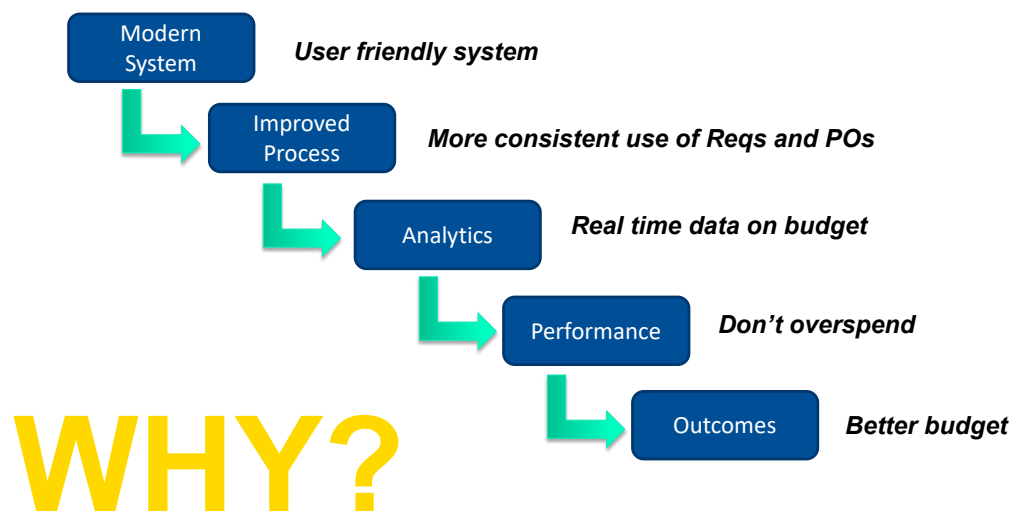 Modern
System
User friendly system
Improved
Process
More consistent use of Reqs and POs
Analytics
Real time data on budget
Performance
Don’t overspend
Outcomes
Better budget
WHY?